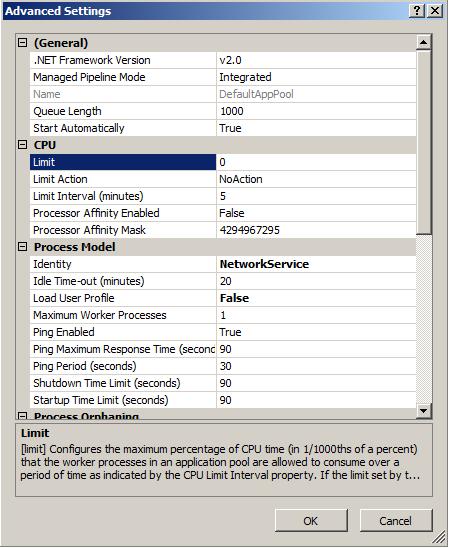 Advanced Settings
(General)
.NET Framework Version v2.0
Managed Pipeline Mode Integrated
Name DefaultAppPool
Queue Length 1000
Start Automatically True
CPU
Limit 0
Limit Action NoAction
Limit Interval (minutes) 5
Processor Affinity Enabled False
Processor Affinity Mask 4294967295
Process Model
Identity NetworkService
Idle Time-out (minutes) 20
Load User Profile False
Maximum Worker Processes 1
Ping Enabled True
Ping Maximum Response Time (second 90
Ping Period (seconds) 30
Shutdown Time Limit (seconds) 90
Startup Time Limit (seconds) 90
Process Orphaning
Limit
[limit] Configures the maximum percentage of CPU time (in 1/1000ths of a percent)
that the worker processes in an application pool are allowed to consume over a
period of time as indicated by the CPU Limit Interval property. If the limit set by t...
OK Cancel